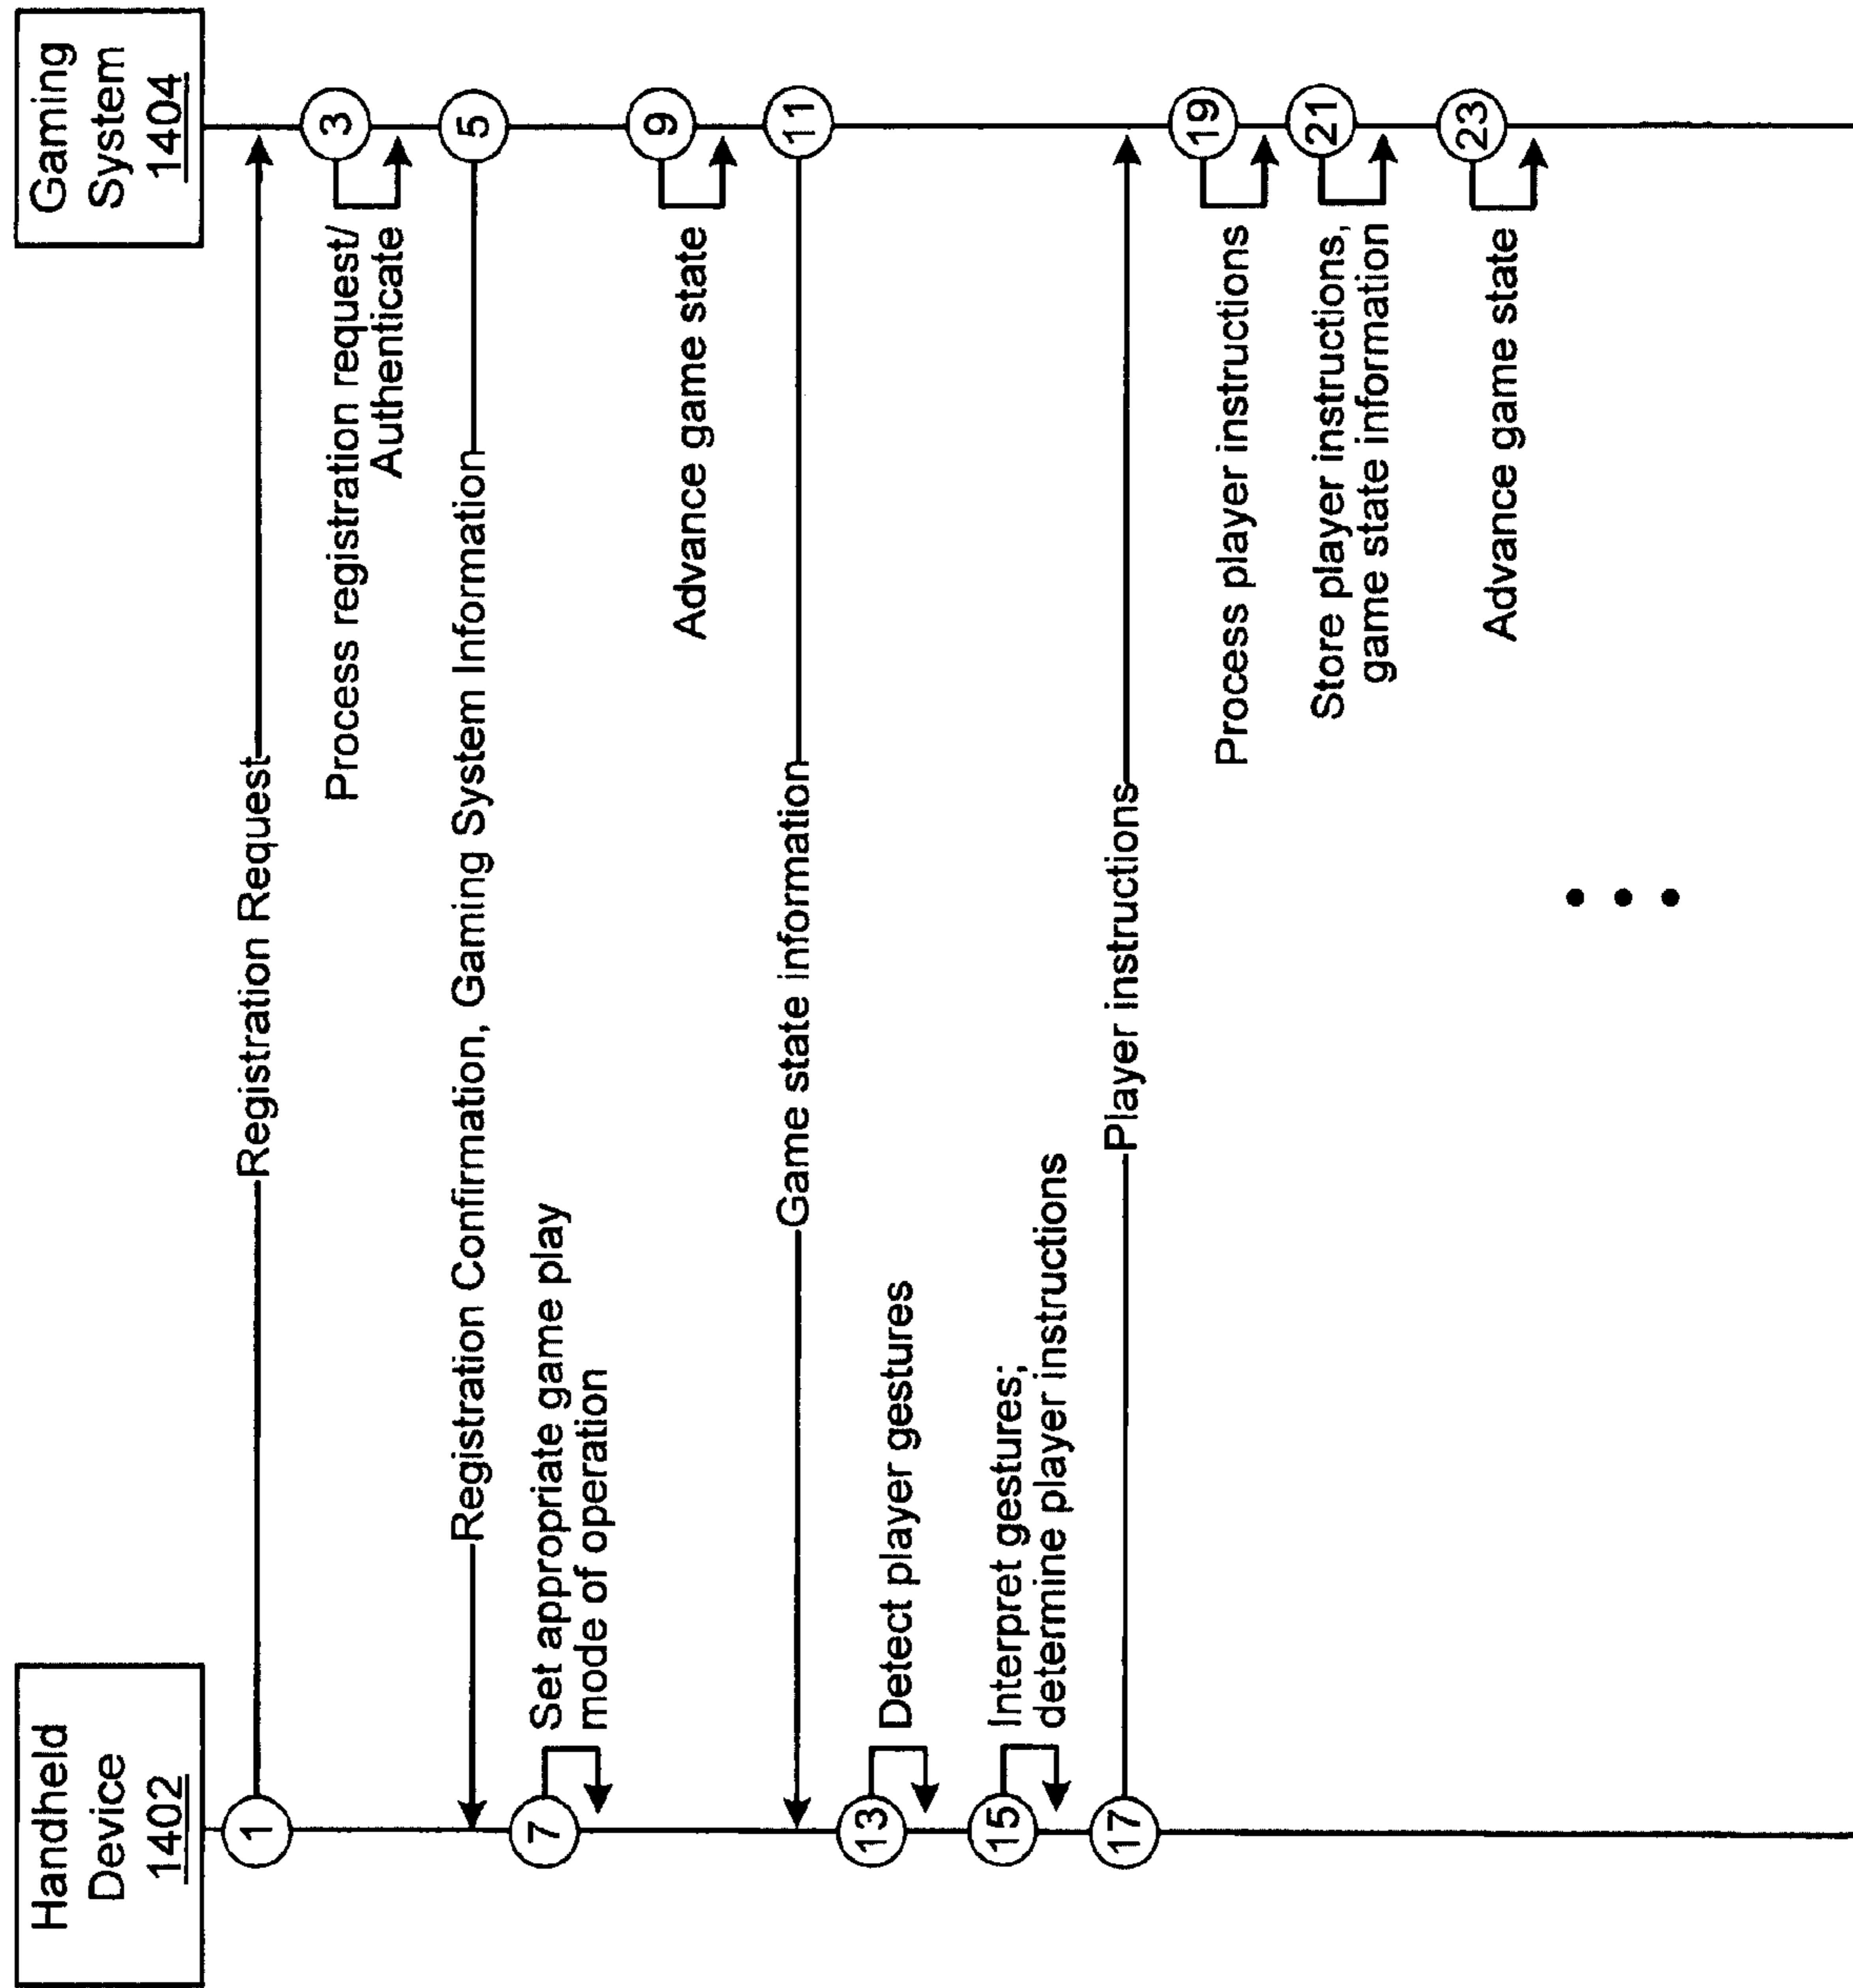 Handheld
Device
1402
Gaming
System
1404
1
Registration Request
3
Process registration request/
Authenticate
5
Registration Confirmation, Gaming System Information
7
Set appropriate game play
mode of operation
9
Advance game state
11
Game state information
13
Detect player gestures
15
Interpret gestures;
determine player instructions
17
Player instructions
19
Process player instructions
21
Store player instructions,
game state information
23
Advance game state